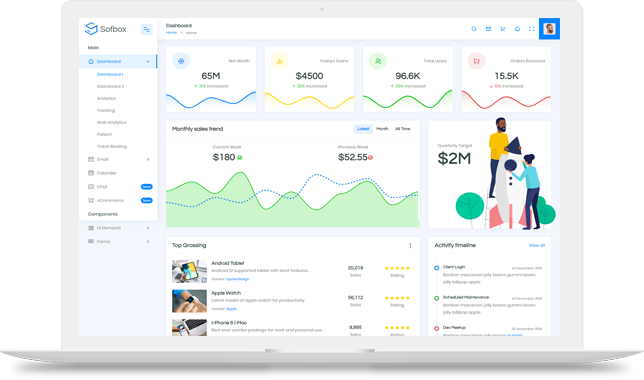 Sofbox
Dashboard
Home
Home
Main
Dashboard
Dashboard 1
Dashboard 2
Analytics
Tracking
Web Analytics
Patient
Ticket Booking
Email
Calendar
Chat
eCommerce
Components
UI Elements
Forms
Net Worth
65M
10% Increased
Todays Gains
$4500
20% Increased
Total Users
96.6K
30% Increased
Orders Received
15.5K
10% Increased
Monthly sales trend
Latest
Month
All Time
Current Week
$180
Previous Week
$52.55
Quarterly Target
$2M
Top Grossing
Android Tablet
Android 10 supported tablet with best features.
Vendor:
20,019
Sales
Rating
Apple Watch
Latest model of apple watch for productivity.
Vendor: Apple
56,112
Sales
Rating
I-Phone & I-Mac
Best over combo package for work and personal use.
9,895
Sales
Rating
Activity timeline
View All
Client Login
24 November 2019
Bonbon macaroon jelly beans gummi bears
jelly lollipop apple
Scheduled Maintenance
23 November 2019
Bonbon macaroon jelly beans gummi bears
jelly lollipop apple
Dev Meetup
Bonbon macaroon jelly beans